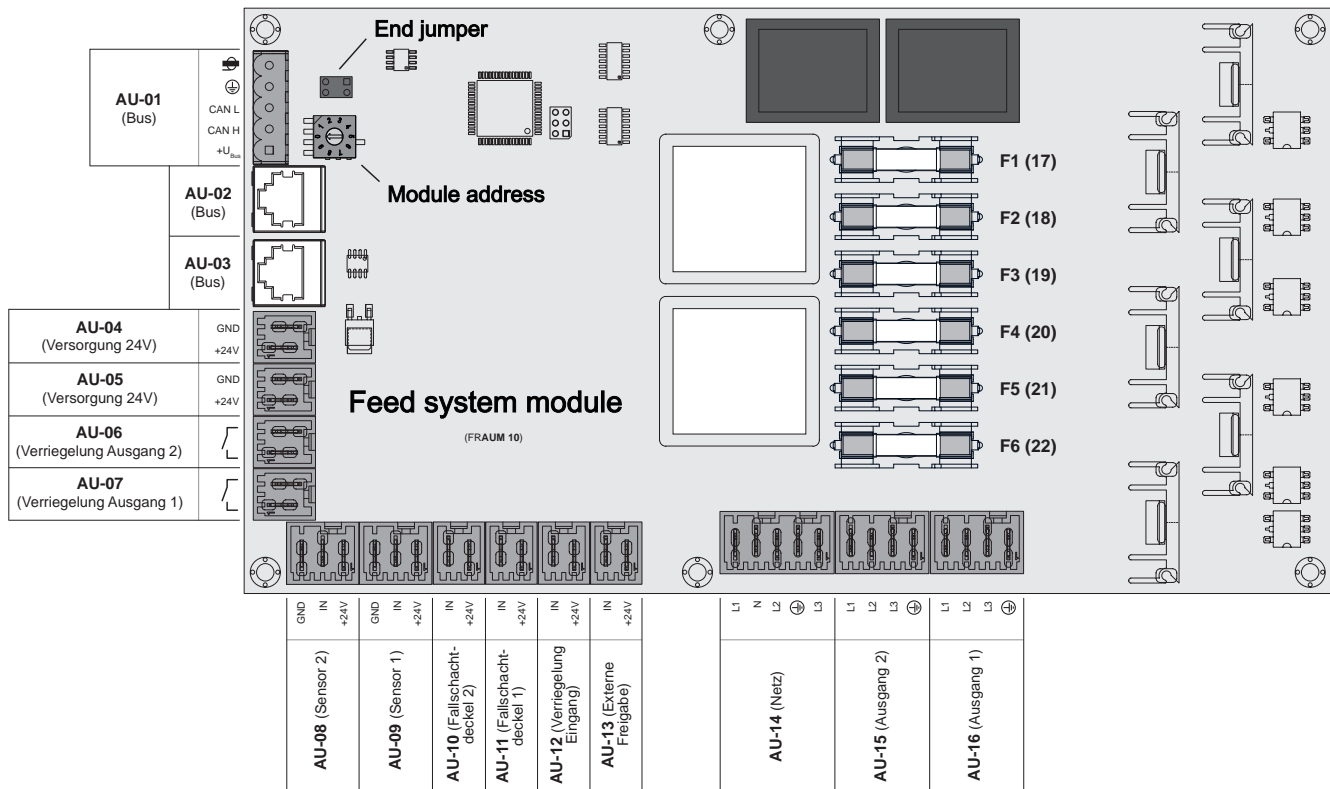 End jumper
AU-01
(Bus)
CAN L
CAN H
+U Bus
Module address
AU-02
(Bus)
AU-03
(Bus)
AU-04
(Versorgung 24V)
GND
+24V
AU-05
(Versorgung 24V)
GND
+24V
AU-06
(Verriegelung Ausgang 2)
AU-07
(Verriegelung Ausgang 1)
Feed system module
(FRAUM 10)
F1 (17)
F2 (18)
F3 (19)
F4 (20)
F5 (21)
F6 (22)
GND
IN
+24V
AU-08 (Sensor 2)
GND
IN
+24V
AU-09 (Sensor 1)
IN
+24V
AU-10 (Fallschacht-
deckel 2)
IN
+24V
AU-11 (Fallschacht-
deckel 1)
IN
+24V
AU-12 (Verriegelung
Eingang)
IN
+24V
AU-13 (Externe
Freigabe)
L1
N
L2
L3
AU-14 (Netz)
L1
L2
L3
AU-15 (Ausgang 2)
L1
L2
L3
AU-16 (Ausgang 1)